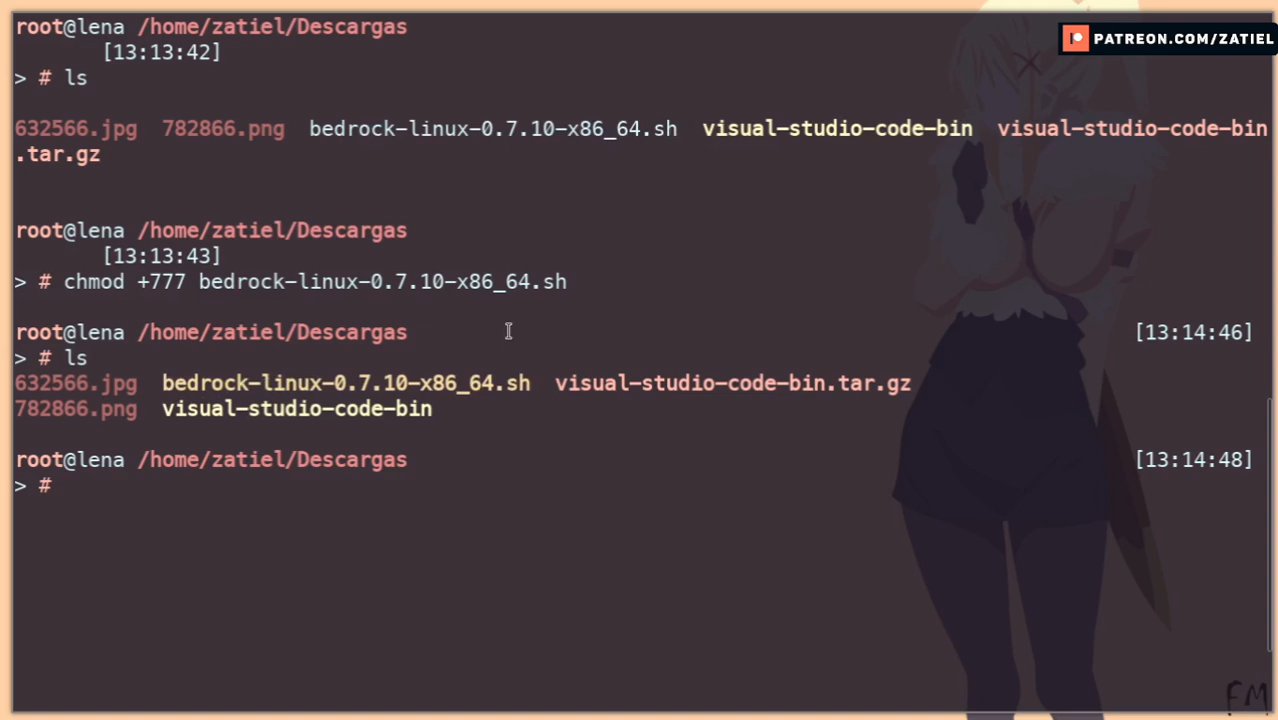 root@lena /home/zatiel/Descargas
PATREON.COM/ZATIEL
[13:13:42]
> # ls
632566.jpg 782866.png bedrock-linux-0.7.10-x86_64.sh visual-studio-code-bin visual-studio-code-bin
.tar.gz
root@lena /home/zatiel/Descargas
[13:13:43]
> # chmod +777 bedrock-linux-0.7.10-x86_64.sh
root@lena /home/zatiel/Descargas [13:14:46]
> # ls
632566.jpg bedrock-linux-0.7.10-x86_64.sh visual-studio-code-bin.tar.gz
782866.png visual-studio-code-bin
root@lena /home/zatiel/Descargas [13:14:48]
> #
FM